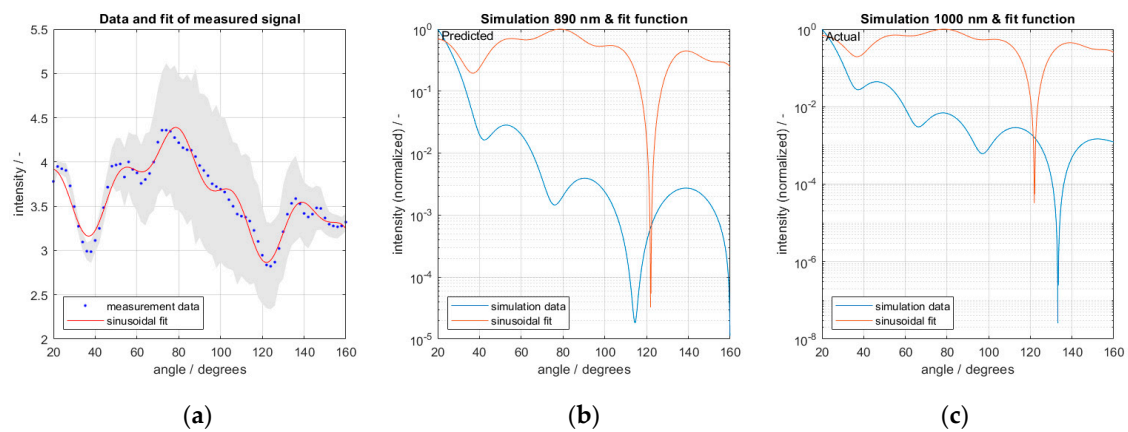 Data and fit of measured signal
5.5
5
4.5
4
3.5
3
2.5
2
intensity / -
measurement data
sinusoidal fit
20 40 60 80 100 120 140 160
angle / degrees
(a)
Simulation 890 nm & fit function
Predicted
10^0
10^-1
10^-2
10^-3
10^-4
10^-5
intensity (normalized) / -
simulation data
sinusoidal fit
20 40 60 80 100 120 140 160
angle / degrees
(b)
Simulation 1000 nm & fit function
Actual
10^0
10^-2
10^-4
10^-6
10^-8
intensity (normalized) / -
simulation data
sinusoidal fit
20 40 60 80 100 120 140 160
angle / degrees
(c)